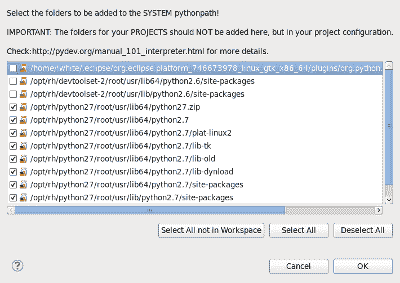 Select the folders to be added to the SYSTEM pythonpath!
IMPORTANT: The folders for your PROJECTS should NOT be added here, but in your project configuration.
Check:http://pydev.org/manual_101_interpreter.html for more details.
/home/lwhite/.eclipse/org.eclipse.platform_746673978_linux_gtk_x86_64/plugins/org.python.
/opt/rh/devtoolset-2/root/usr/lib64/python2.6/site-packages
/opt/rh/devtoolset-2/root/usr/lib/python2.6/site-packages
/opt/rh/python27/root/usr/lib64/python27.zip
/opt/rh/python27/root/usr/lib64/python2.7
/opt/rh/python27/root/usr/lib64/python2.7/plat-linux2
/opt/rh/python27/root/usr/lib64/python2.7/lib-tk
/opt/rh/python27/root/usr/lib64/python2.7/lib-old
/opt/rh/python27/root/usr/lib64/python2.7/lib-dynload
/opt/rh/python27/root/usr/lib64/python2.7/site-packages
/opt/rh/python27/root/usr/lib/python2.7/site-packages
Select All not in Workspace Select All Deselect All
Cancel OK